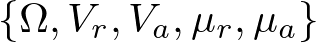 {Ω, V_r, V_a, μ_r, μ_a}